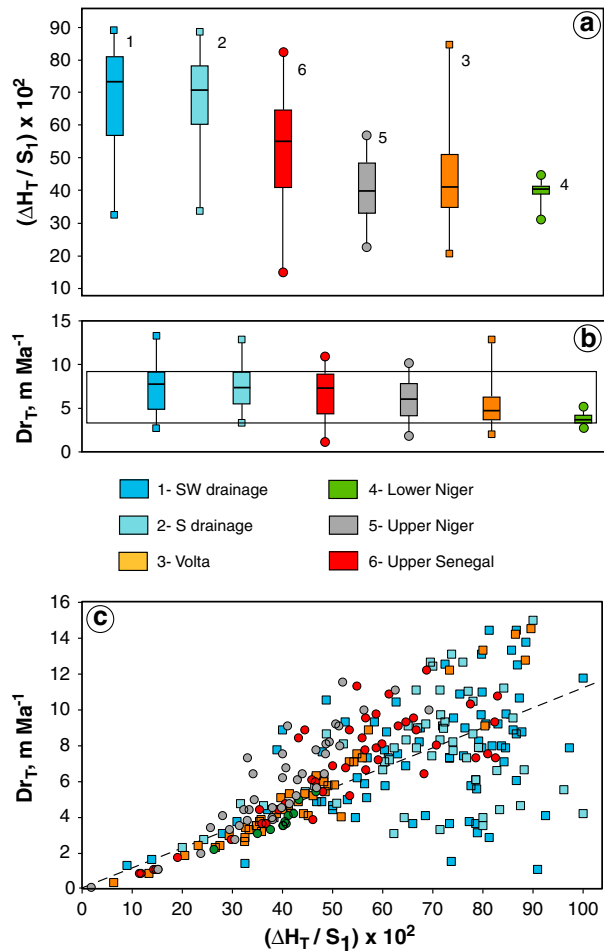 a
(ΔH_T / S_1) x 10^2
90
80
70
60
50
40
30
20
10
1
2
6
5
3
4
b
Dr_T, m Ma^-1
15
10
5
0
1- SW drainage
2- S drainage
3- Volta
4- Lower Niger
5- Upper Niger
6- Upper Senegal
c
Dr_T, m Ma^-1
16
14
12
10
8
6
4
2
0
0 10 20 30 40 50 60 70 80 90 100
(ΔH_T / S_1) x 10^2